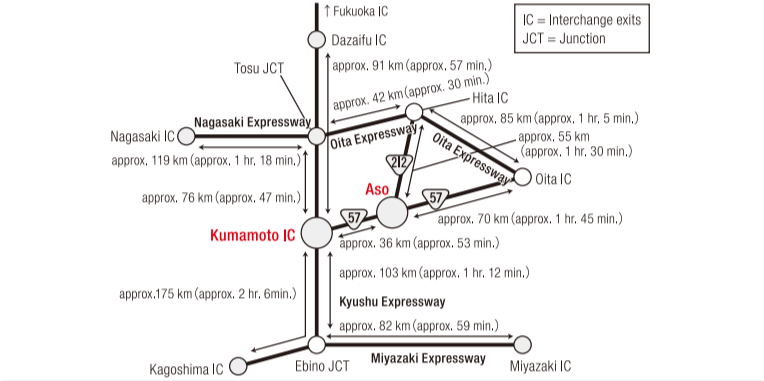 ↑ Fukuoka IC
IC = Interchange exits
JCT = Junction
Dazaifu IC
Tosu JCT
approx. 91 km (approx. 57 min.)
approx. 42 km (approx. 30 min.)
Hita IC
Nagasaki Expressway
Nagasaki IC
Oita Expressway
Oita Expressway
approx. 85 km (approx. 1 hr. 5 min.)
approx. 55 km
(approx. 1 hr. 30 min.)
approx. 119 km (approx. 1 hr. 18 min.)
212
Oita IC
Aso
57
approx. 76 km (approx. 47 min.)
57
approx. 70 km (approx. 1 hr. 45 min.)
Kumamoto IC
approx. 36 km (approx. 53 min.)
approx. 103 km (approx. 1 hr. 12 min.)
approx.175 km (approx. 2 hr. 6min.)
Kyushu Expressway
approx. 82 km (approx. 59 min.)
Miyazaki Expressway
Kagoshima IC
Ebino JCT
Miyazaki IC